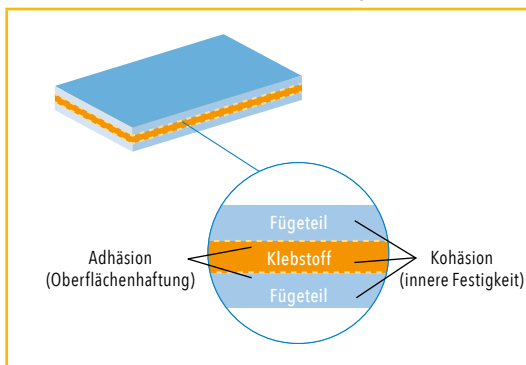 Fügeteil
Adhäsion
(Oberflächenhaftung)
Klebstoff
Kohäsion
(innere Festigkeit)
Fügeteil